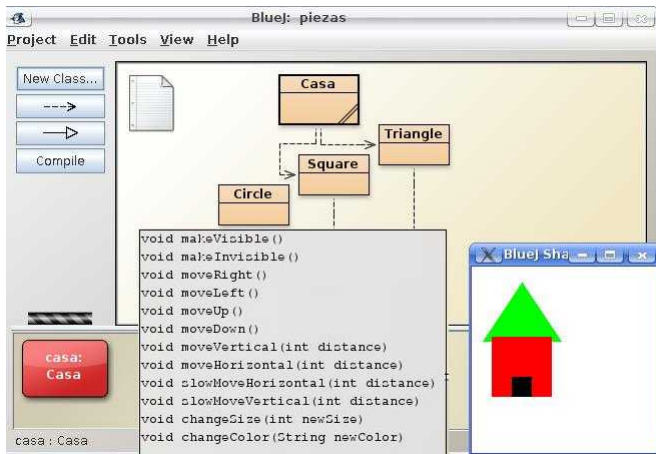 BlueJ: piezas
Project Edit Tools View Help
New Class...
Compile
Casa
Triangle
Square
Circle
void makeVisible()
void makeInvisible()
void moveRight()
void moveLeft()
void moveUp()
void moveDown()
void moveVertical(int distance)
void moveHorizontal(int distance)
void slowMoveHorizontal(int distance)
void slowMoveVertical(int distance)
void changeSize(int newSize)
void changeColor(String newColor)
BlueJ Sha
casa:
Casa
casa : Casa